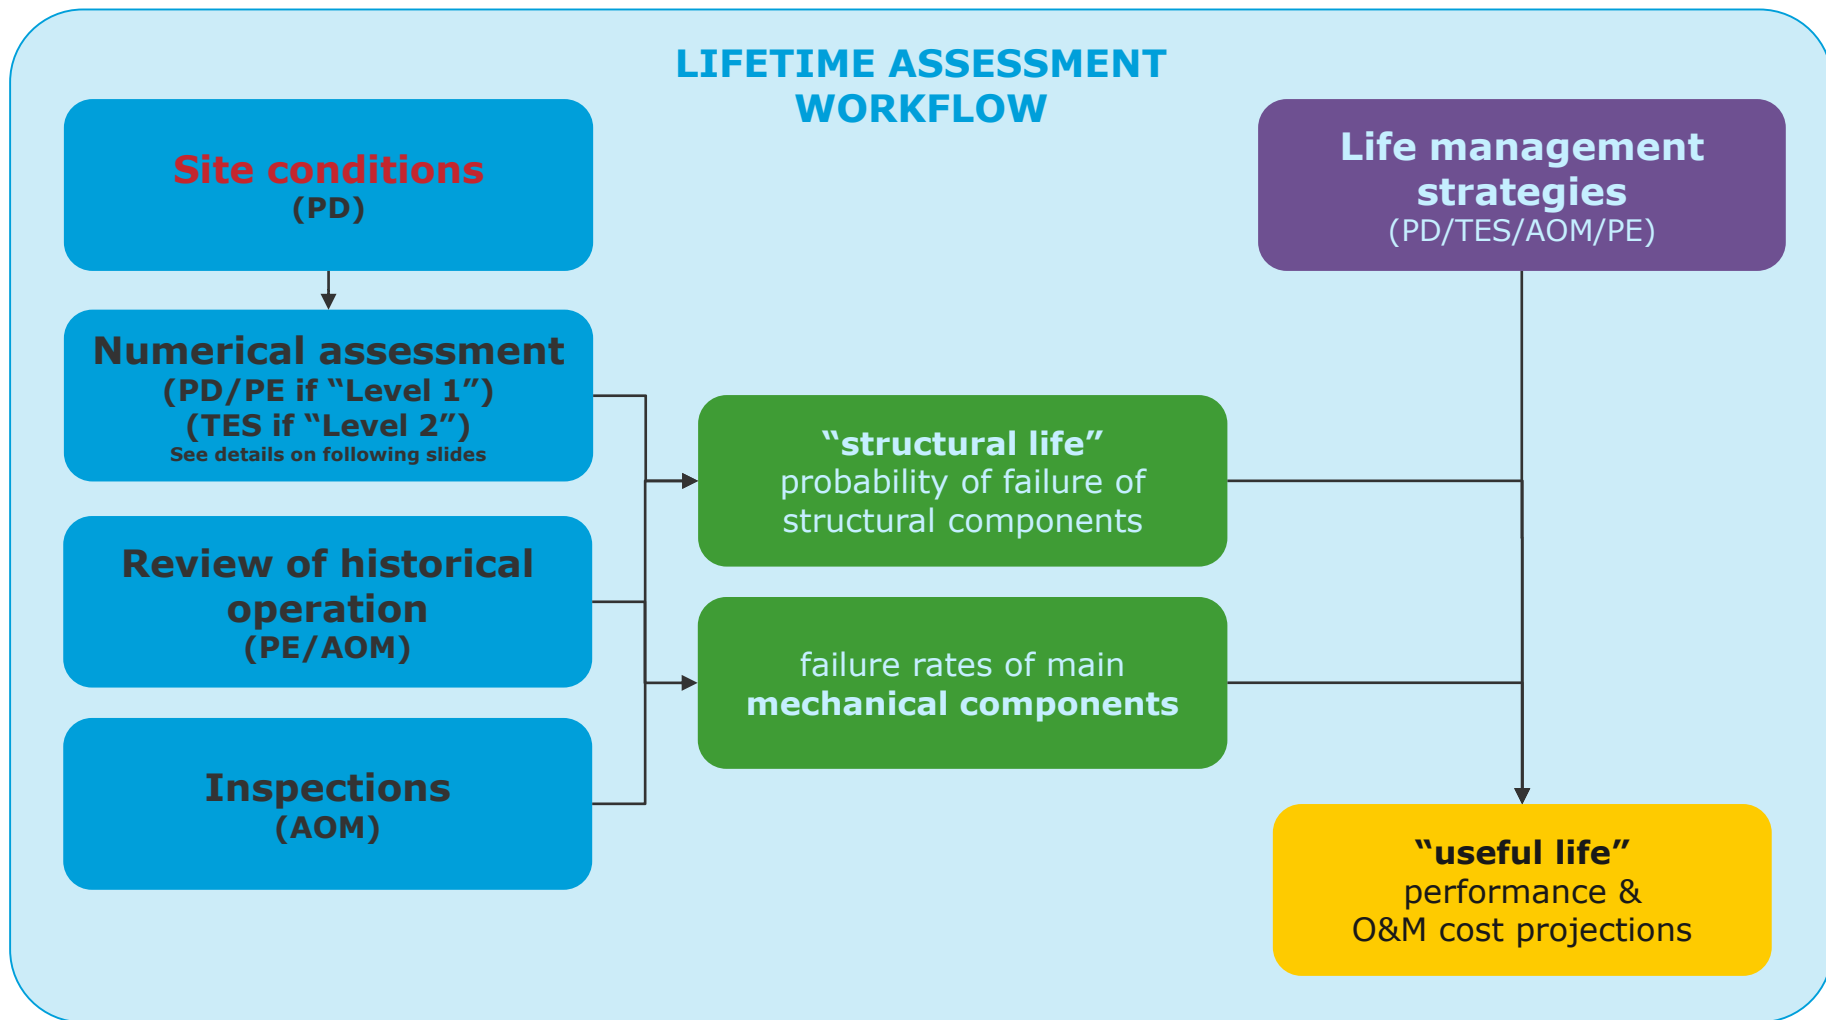 LIFETIME ASSESSMENT
WORKFLOW
Site conditions
(PD)
Life management
strategies
(PD/TES/AOM/PE)
Numerical assessment
(PD/PE if “Level 1”)
(TES if “Level 2”)
See details on following slides
“structural life”
probability of failure of
structural components
Review of historical
operation
(PE/AOM)
failure rates of main
mechanical components
Inspections
(AOM)
“useful life”
performance &
O&M cost projections